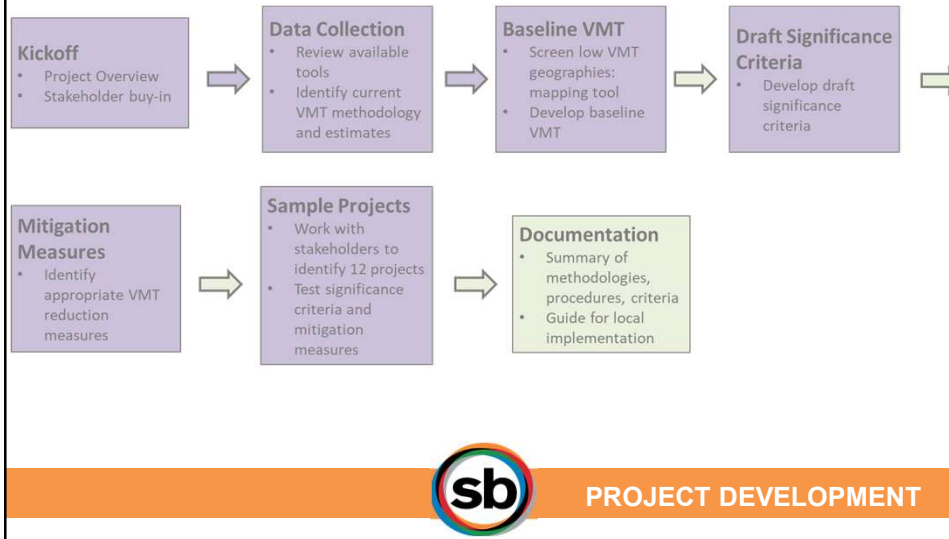 Kickoff
• Project Overview
• Stakeholder buy-in
Data Collection
• Review available
tools
• Identify current
VMT methodology
and estimates
Baseline VMT
• Screen low VMT
geographies:
mapping tool
• Develop baseline
VMT
Draft Significance
Criteria
• Develop draft
significance
criteria
Mitigation
Measures
• Identify
appropriate VMT
reduction
measures
Sample Projects
• Work with
stakeholders to
identify 12 projects
• Test significance
criteria and
mitigation
measures
Documentation
• Summary of
methodologies,
procedures, criteria
• Guide for local
implementation
sb
PROJECT DEVELOPMENT